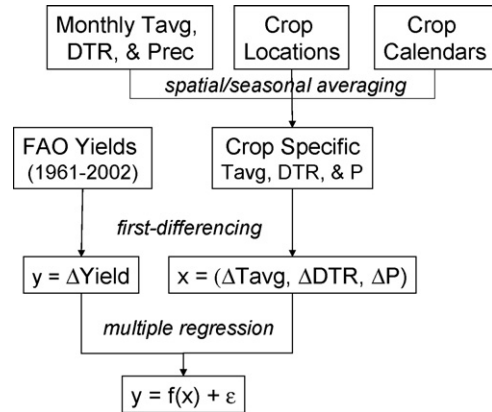 Monthly Tavg,
DTR, & Prec
Crop
Locations
Crop
Calendars
spatial/seasonal averaging
FAO Yields
(1961-2002)
Crop Specific
Tavg, DTR, & P
first-differencing
y = ΔYield
x = (ΔTavg, ΔDTR, ΔP)
multiple regression
y = f(x) + ε